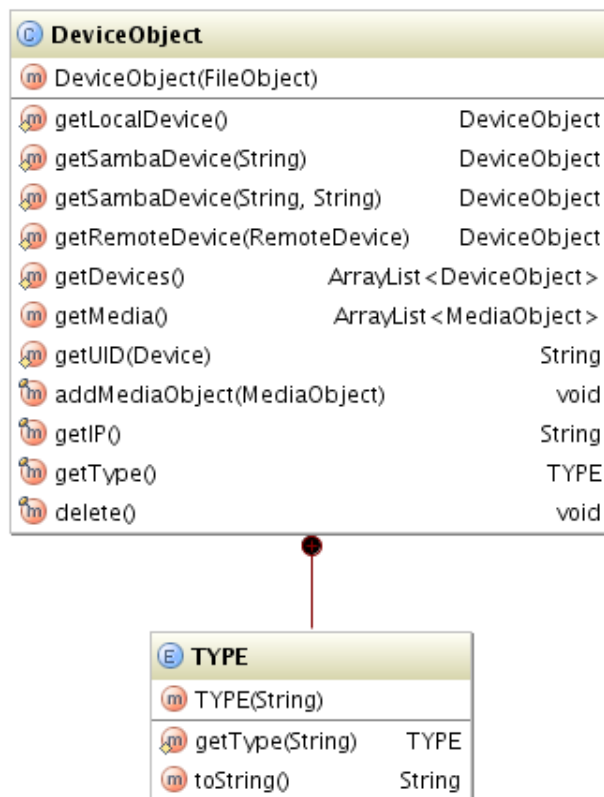 C DeviceObject
m DeviceObject(FileObject)
m getLocalDevice() DeviceObject
m getSambaDevice(String) DeviceObject
m getSambaDevice(String, String) DeviceObject
m getRemoteDevice(RemoteDevice) DeviceObject
m getDevices() ArrayList<DeviceObject>
m getMedia() ArrayList<MediaObject>
m getUID(Device) String
m addMediaObject(MediaObject) void
m getIP() String
m getType() TYPE
m delete() void
E TYPE
m TYPE(String)
m getType(String) TYPE
m toString() String